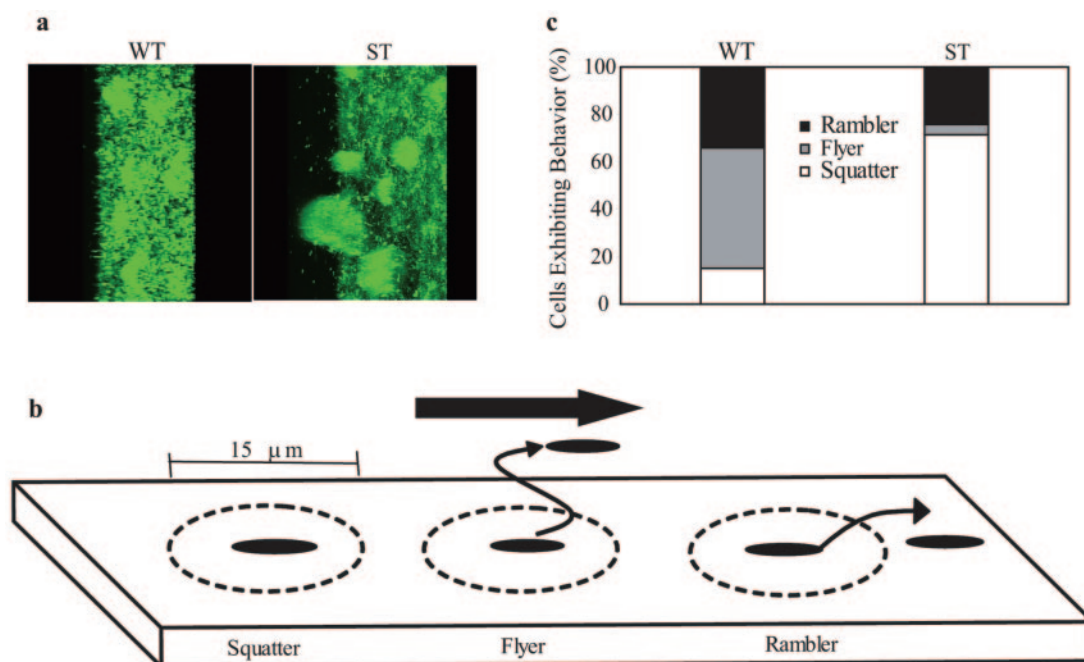 a
WT
ST
c
WT
ST
Cells Exhibiting Behavior (%)
100
80
60
40
20
0
Rambler
Flyer
Squatter
b
15 μm
Squatter
Flyer
Rambler